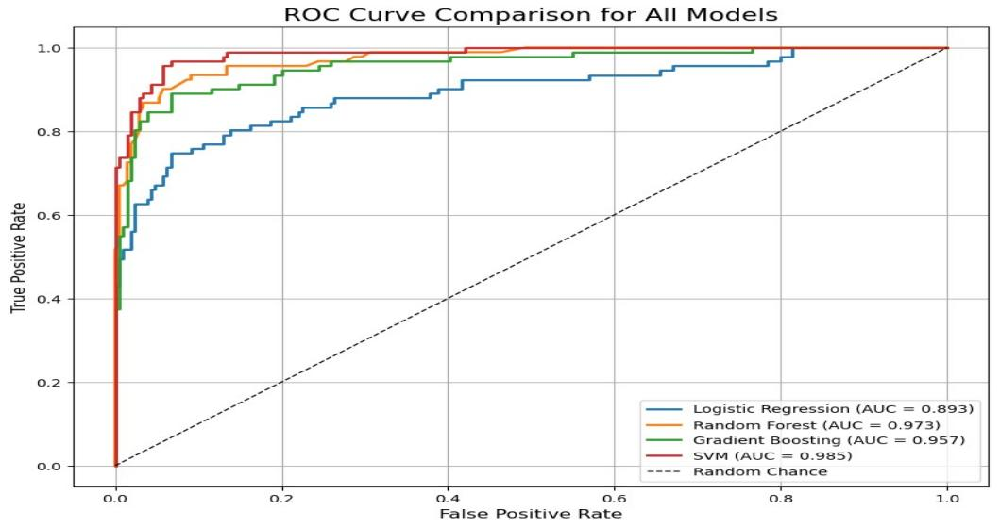 ROC Curve Comparison for All Models
True Positive Rate
1.0
0.8
0.6
0.4
0.2
0.0
0.0 0.2 0.4 0.6 0.8 1.0
False Positive Rate
Logistic Regression (AUC = 0.893)
Random Forest (AUC = 0.973)
Gradient Boosting (AUC = 0.957)
SVM (AUC = 0.985)
Random Chance